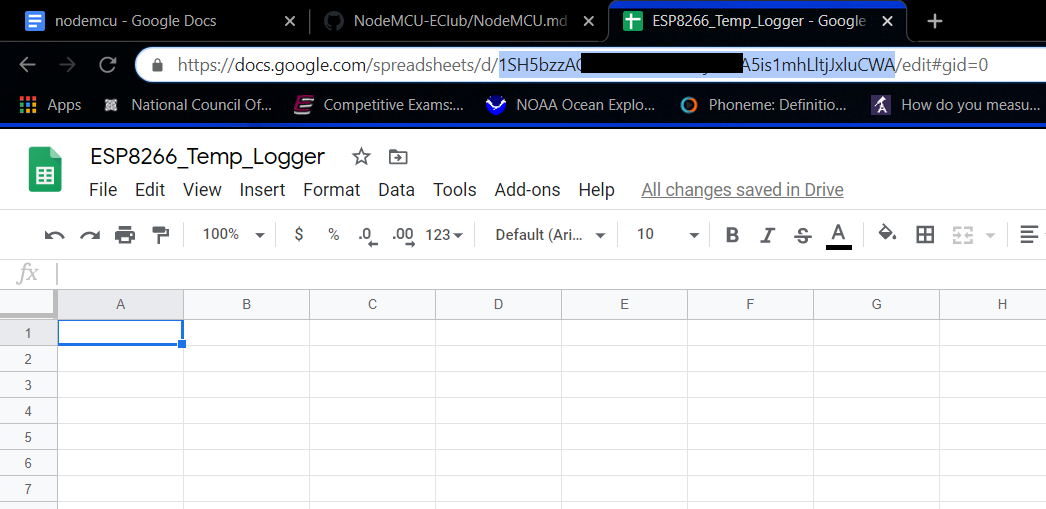 nodemcu - Google Docs NodeMCU-EClub/NodeMCU.md ESP8266_Temp_Logger - Google
https://docs.google.com/spreadsheets/d/1SH5bzzA A5is1mhLltjJxluCWA/edit#gid=0
Apps National Council Of... Competitive Exams:... NOAA Ocean Explo... Phoneme: Definitio... How do you measu...
ESP8266_Temp_Logger
File Edit View Insert Format Data Tools Add-ons Help All changes saved in Drive
100% $ % .0 .00 123 Default (Ari... 10 B I S A
fx
A B C D E F G H
1
2
3
4
5
6
7